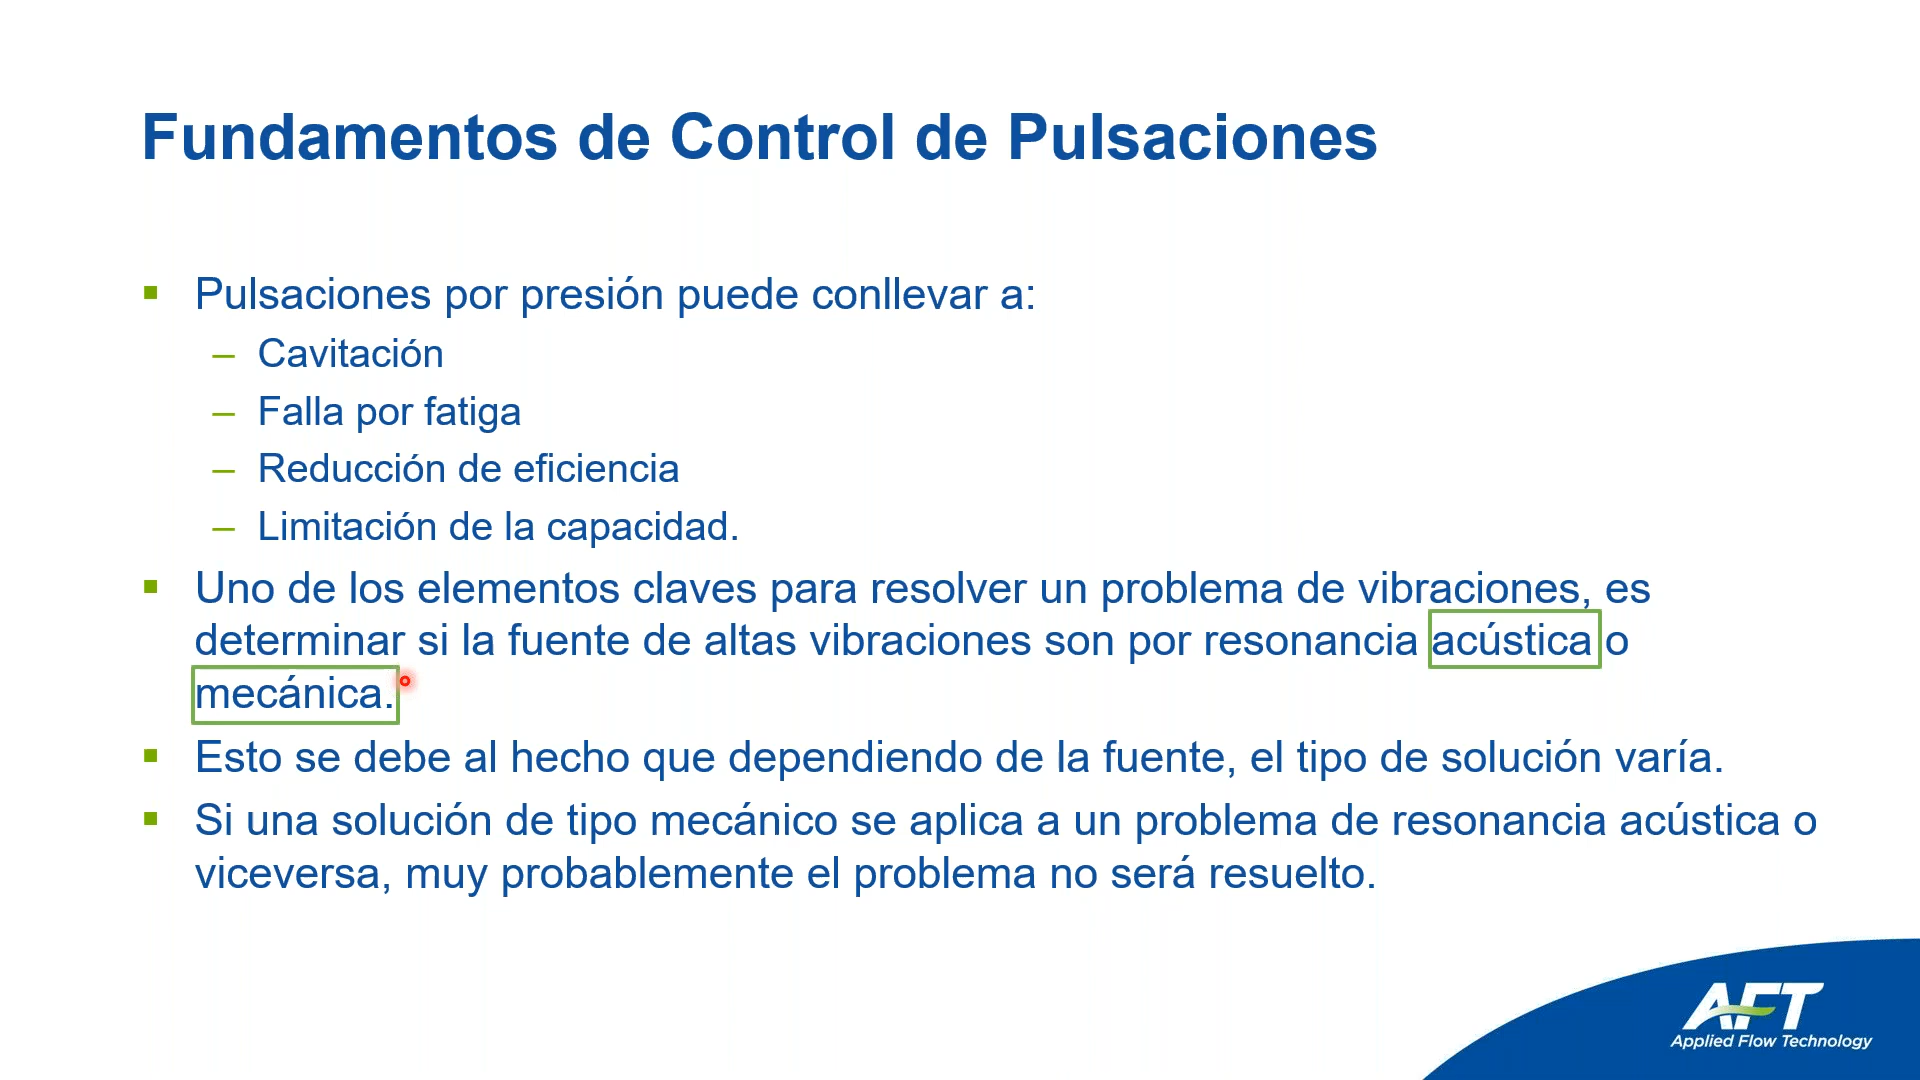 Fundamentos de Control de Pulsaciones
▪ Pulsaciones por presión puede conllevar a:
– Cavitación
– Falla por fatiga
– Reducción de eficiencia
– Limitación de la capacidad.
▪ Uno de los elementos claves para resolver un problema de vibraciones, es
determinar si la fuente de altas vibraciones son por resonancia acústica o
mecánica.
▪ Esto se debe al hecho que dependiendo de la fuente, el tipo de solución varía.
▪ Si una solución de tipo mecánico se aplica a un problema de resonancia acústica o
viceversa, muy probablemente el problema no será resuelto.
AFT
Applied Flow Technology